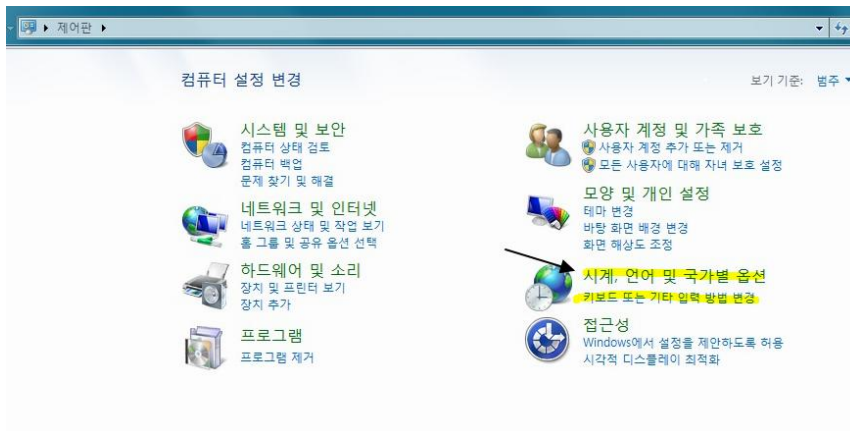 제어판
컴퓨터 설정 변경
보기 기준: 범주
시스템 및 보안
컴퓨터 상태 검토
컴퓨터 백업
문제 찾기 및 해결
네트워크 및 인터넷
네트워크 상태 및 작업 보기
홈 그룹 및 공유 옵션 선택
하드웨어 및 소리
장치 및 프린터 보기
장치 추가
프로그램
프로그램 제거
사용자 계정 및 가족 보호
사용자 계정 추가 또는 제거
모든 사용자에 대해 자녀 보호 설정
모양 및 개인 설정
테마 변경
바탕 화면 배경 변경
화면 해상도 조정
시계, 언어 및 국가별 옵션
키보드 또는 기타 입력 방법 변경
접근성
Windows에서 설정을 제안하도록 허용
시각적 디스플레이 최적화